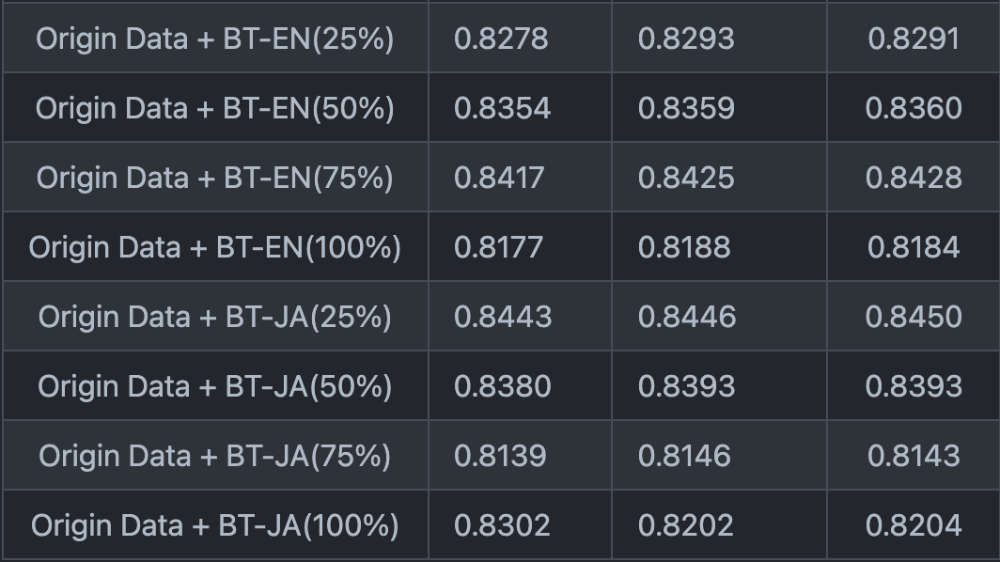 Origin Data + BT-EN(25%) 0.8278 0.8293 0.8291
Origin Data + BT-EN(50%) 0.8354 0.8359 0.8360
Origin Data + BT-EN(75%) 0.8417 0.8425 0.8428
Origin Data + BT-EN(100%) 0.8177 0.8188 0.8184
Origin Data + BT-JA(25%) 0.8443 0.8446 0.8450
Origin Data + BT-JA(50%) 0.8380 0.8393 0.8393
Origin Data + BT-JA(75%) 0.8139 0.8146 0.8143
Origin Data + BT-JA(100%) 0.8302 0.8202 0.8204